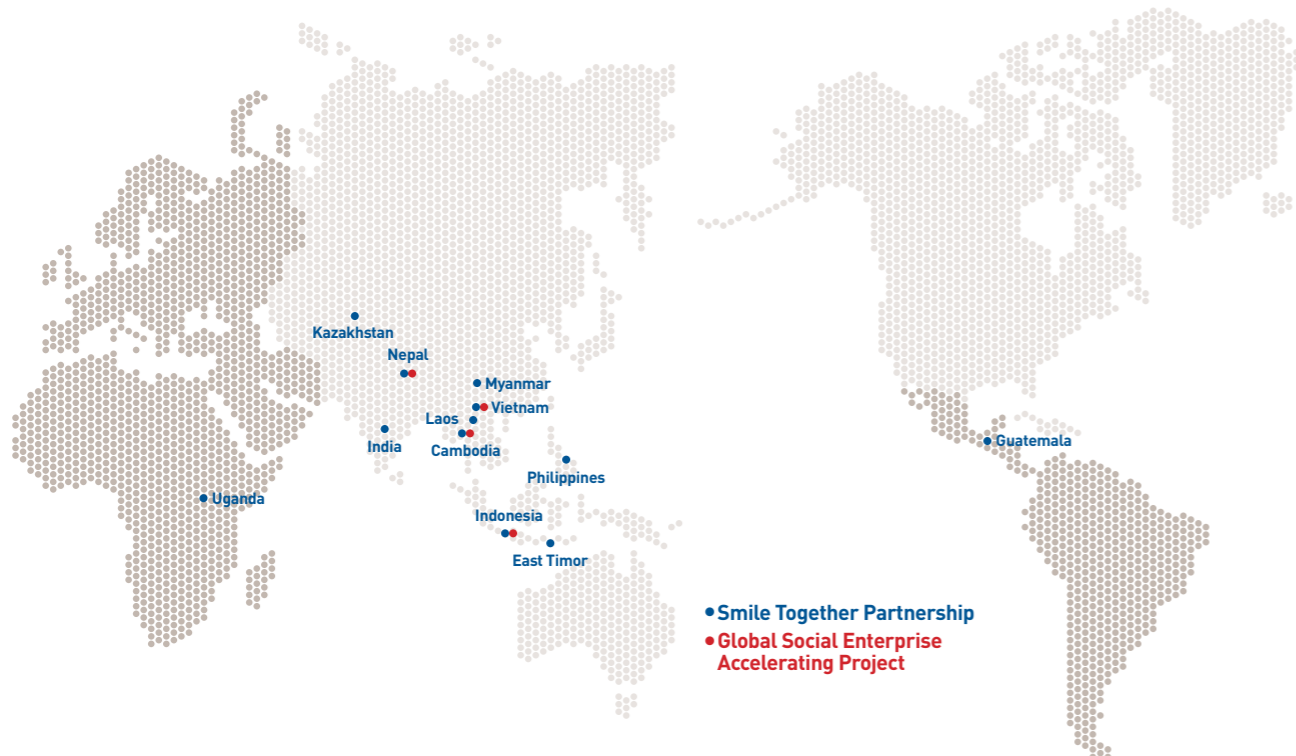 Kazakhstan
Nepal
Myanmar
Vietnam
Laos
India
Cambodia
Guatemala
Philippines
Uganda
Indonesia
East Timor
Smile Together Partnership
Global Social Enterprise
Accelerating Project